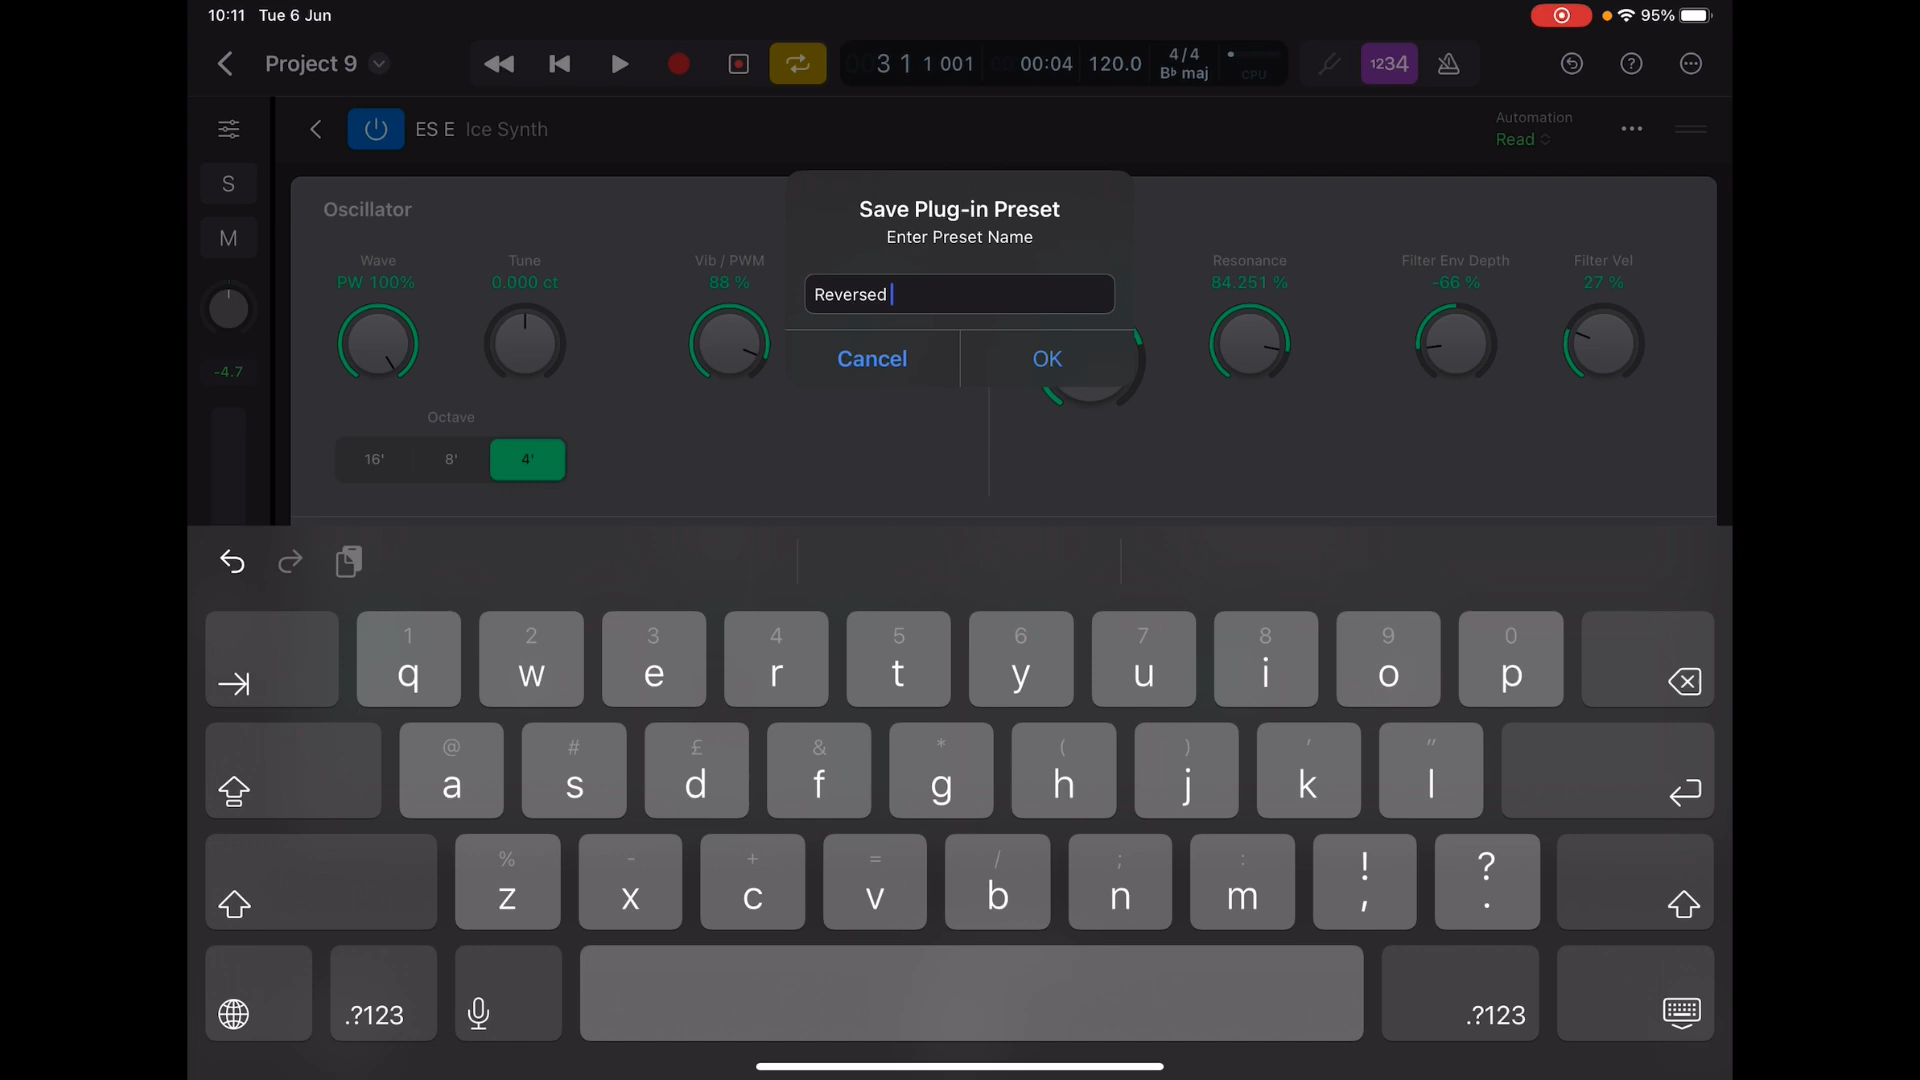 10:11 Tue 6 Jun
95%
Project 9
3 1 1 001
00:04
120.0
4/4
B♭ maj
CPU
1234
ES E Ice Synth
Automation
Read
S
M
-4.7
Oscillator
Wave
PW 100%
Tune
0.000 ct
Vib / PWM
88 %
Resonance
84.251 %
Filter Env Depth
-66 %
Filter Vel
27 %
Octave
16' 8' 4'
Save Plug-in Preset
Enter Preset Name
Reversed
Cancel OK
1 2 3 4 5 6 7 8 9 0
q w e r t y u i o p
@ # £ & * ( ) ' "
a s d f g h j k l
% - + = / ; : ! ?
z x c v b n m , .
.?123 .?123